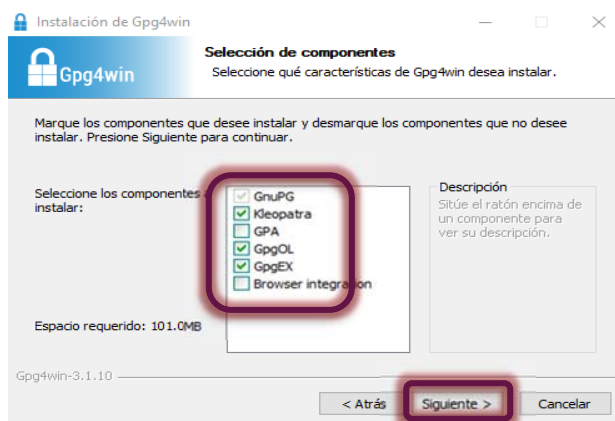 Instalación de Gpg4win
Selección de componentes
Seleccione qué características de Gpg4win desea instalar.
Gpg4win
Marque los componentes que desee instalar y desmarque los componentes que no desee
instalar. Presione Siguiente para continuar.
Seleccione los componentes a
instalar:
GnuPG
Kleopatra
GPA
GpgOL
GpgEX
Browser integration
Descripción
Sitúe el ratón encima de
un componente para
ver su descripción.
Espacio requerido: 101.0MB
Gpg4win-3.1.10
< Atrás
Siguiente >
Cancelar